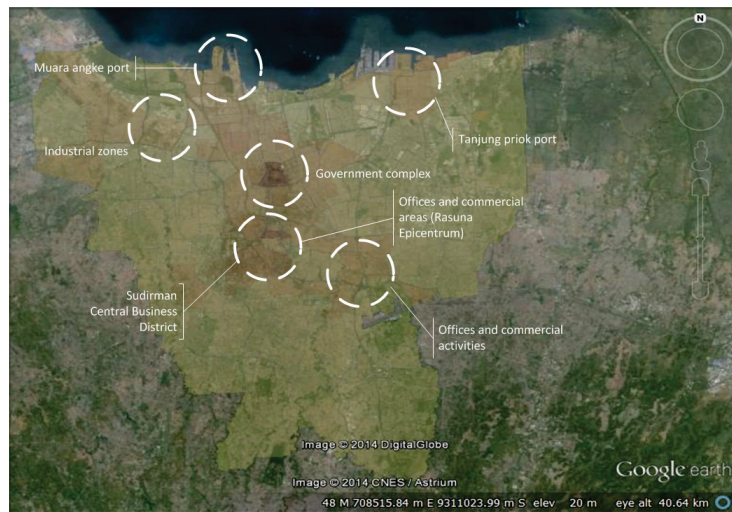 N
Muara angke port
Industrial zones
Tanjung priok port
Government complex
Offices and commercial
areas (Rasuna
Epicentrum)
Sudirman
Central Business
District
Offices and commercial
activities
Image © 2014 DigitalGlobe
Image © 2014 CNES / Astrium
Google earth
48 M 708515.84 m E 9311023.99 m S elev 20 m eye alt 40.64 km